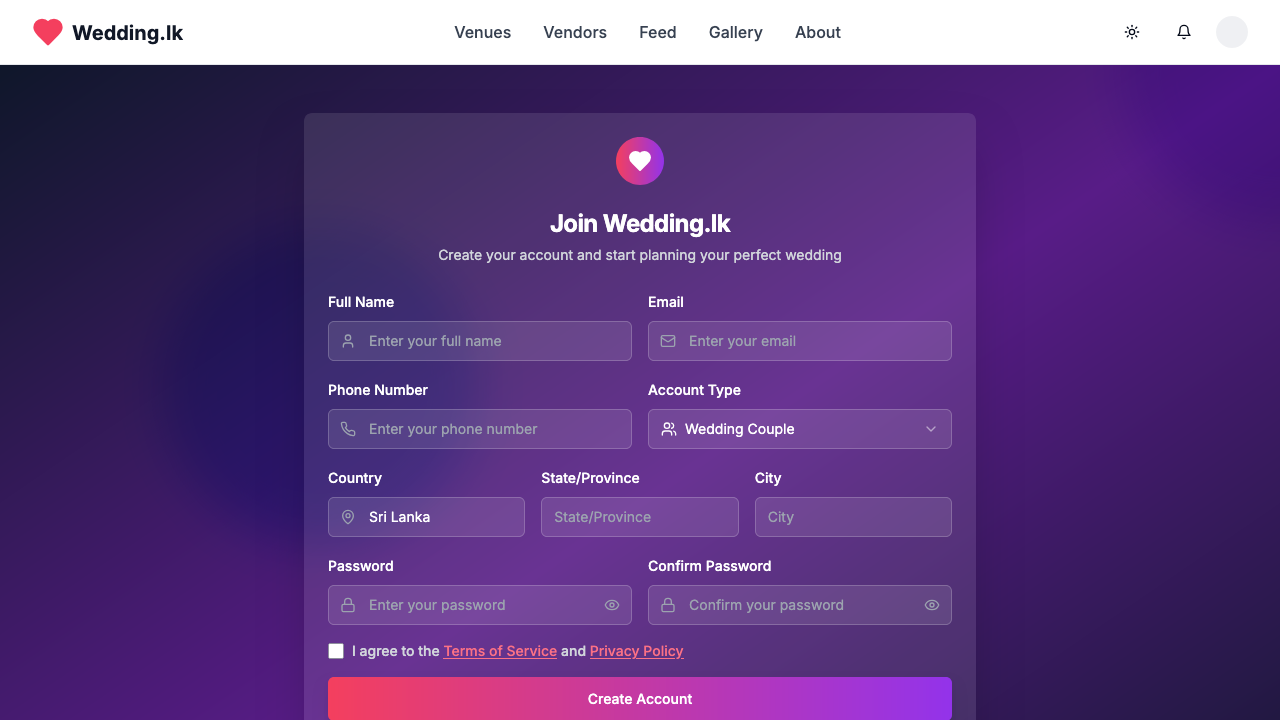 Wedding.lk
Venues
Vendors
Feed
Gallery
About
Join Wedding.lk
Create your account and start planning your perfect wedding
Full Name
Email
Enter your full name
Enter your email
Phone Number
Account Type
Enter your phone number
Wedding Couple
Country
State/Province
City
Sri Lanka
State/Province
City
Password
Confirm Password
Enter your password
Confirm your password
I agree to the Terms of Service and Privacy Policy
Create Account